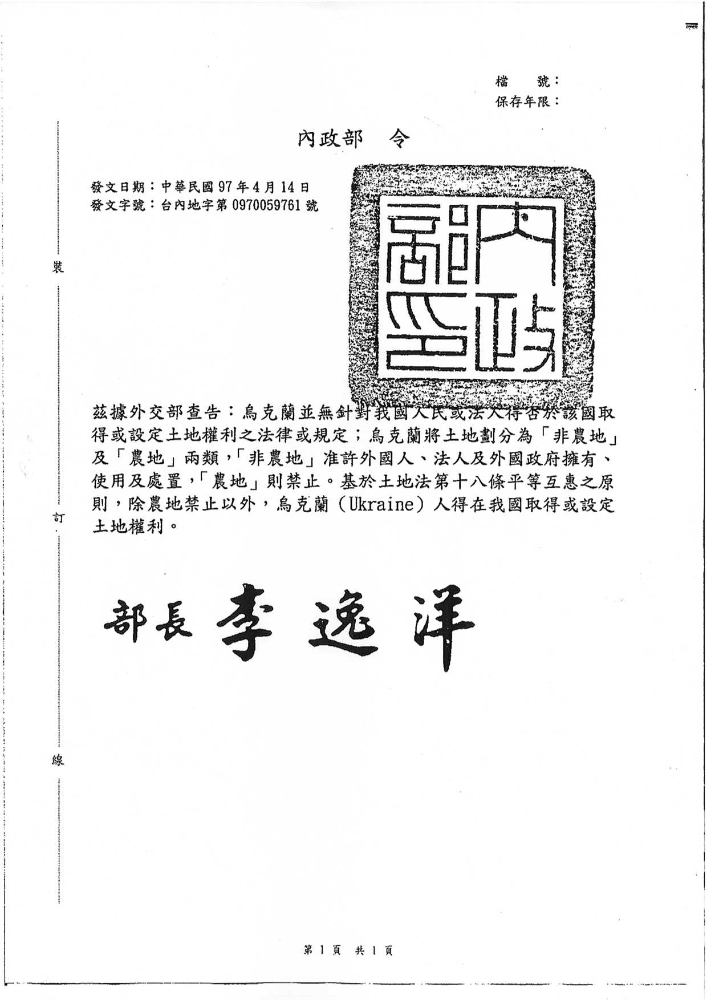 檔　　號：
保存年限：
內政部　令
發文日期：中華民國 97 年 4 月 14 日
發文字號：台內地字第 0970059761 號
內政部印
茲據外交部查告：烏克蘭並無針對我國人民或法人得否於該國取
得或設定土地權利之法律或規定；烏克蘭將土地劃分為「非農地」
及「農地」兩類，「非農地」准許外國人、法人及外國政府擁有、
使用及處置，「農地」則禁止。基於土地法第十八條平等互惠之原
則，除農地禁止以外，烏克蘭（Ukraine）人得在我國取得或設定
土地權利。
部長 李逸洋
裝
訂
線
第 1 頁　共 1 頁